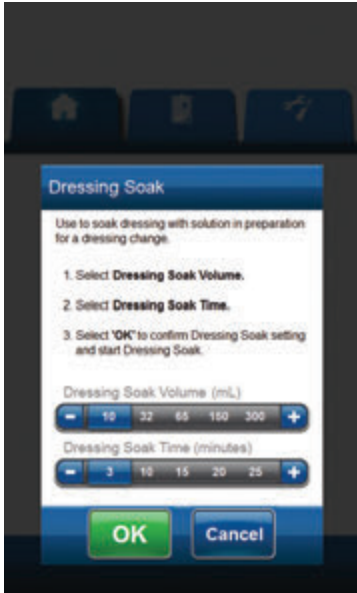 Dressing Soak
Use to soak dressing with solution in preparation
for a dressing change.
1. Select Dressing Soak Volume.
2. Select Dressing Soak Time.
3. Select 'OK' to confirm Dressing Soak setting
and start Dressing Soak.
Dressing Soak Volume (mL)
- 10 32 65 150 300 +
Dressing Soak Time (minutes)
- 3 10 15 20 25 +
OK Cancel